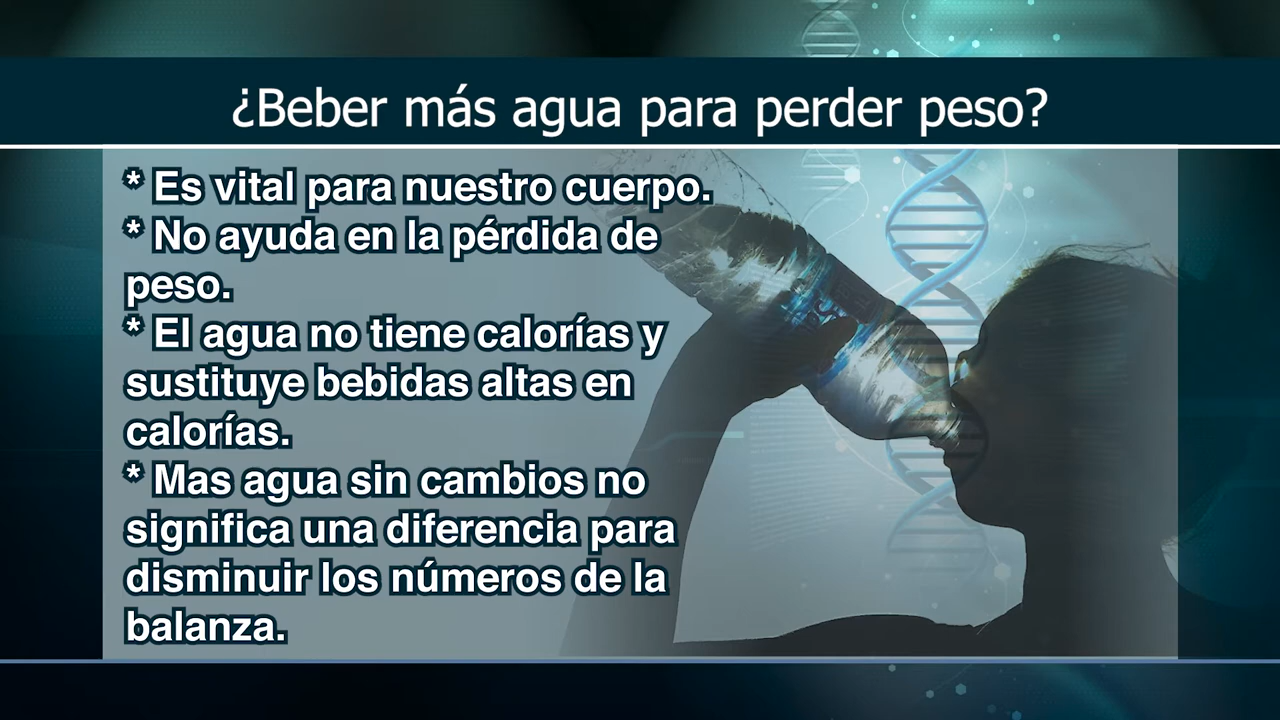 ¿Beber más agua para perder peso?
* Es vital para nuestro cuerpo.
* No ayuda en la pérdida de
peso.
* El agua no tiene calorías y
sustituye bebidas altas en
calorías.
* Mas agua sin cambios no
significa una diferencia para
disminuir los números de la
balanza.